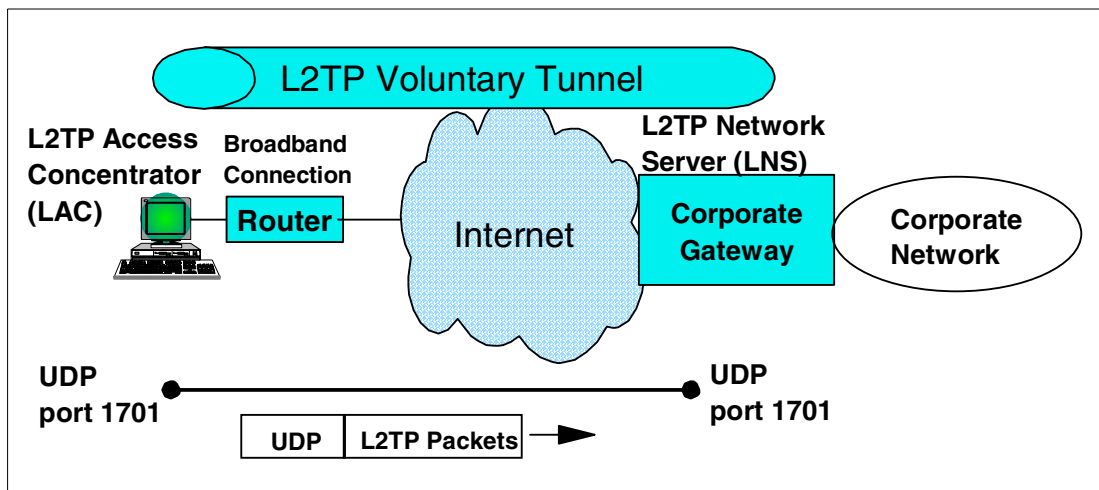 L2TP Voluntary Tunnel
L2TP Access
Concentrator
(LAC)
Broadband
Connection
Router
Internet
L2TP Network
Server (LNS)
Corporate
Gateway
Corporate
Network
UDP
port 1701
UDP
port 1701
UDP
L2TP Packets